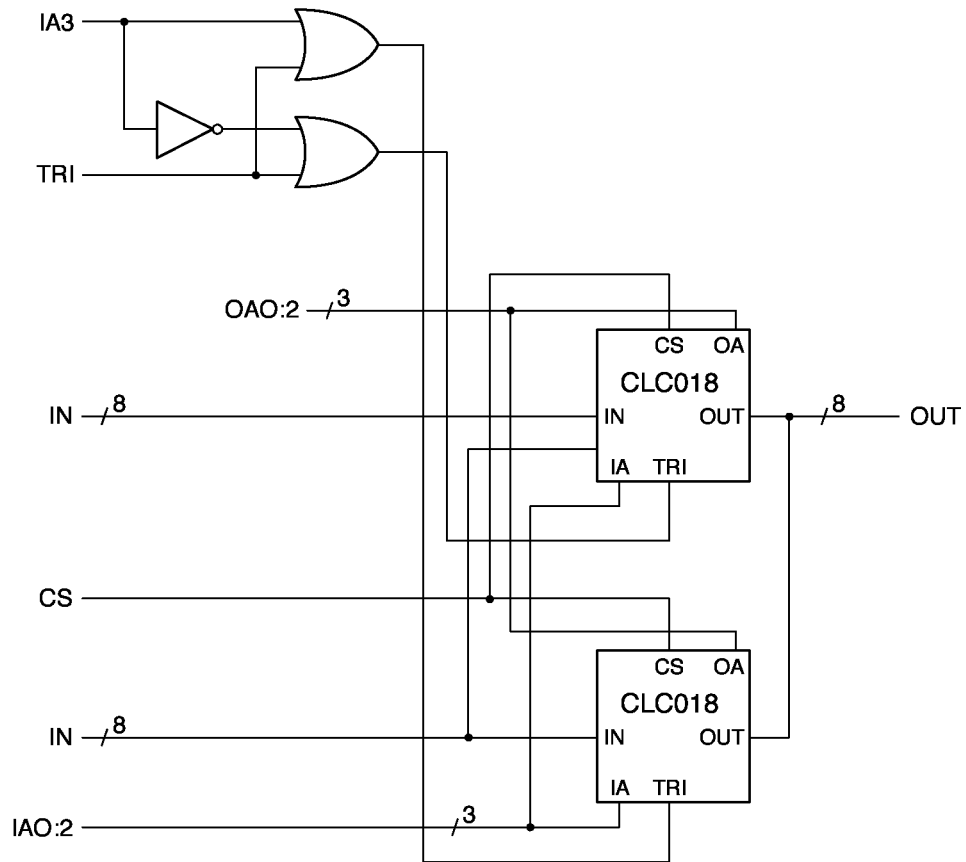 IA3
TRI
OAO:2
3
CS OA
CLC018
IN
8
IN
OUT
8
OUT
IA TRI
CS
CS OA
CLC018
IN
8
IN
OUT
IA TRI
IAO:2
3